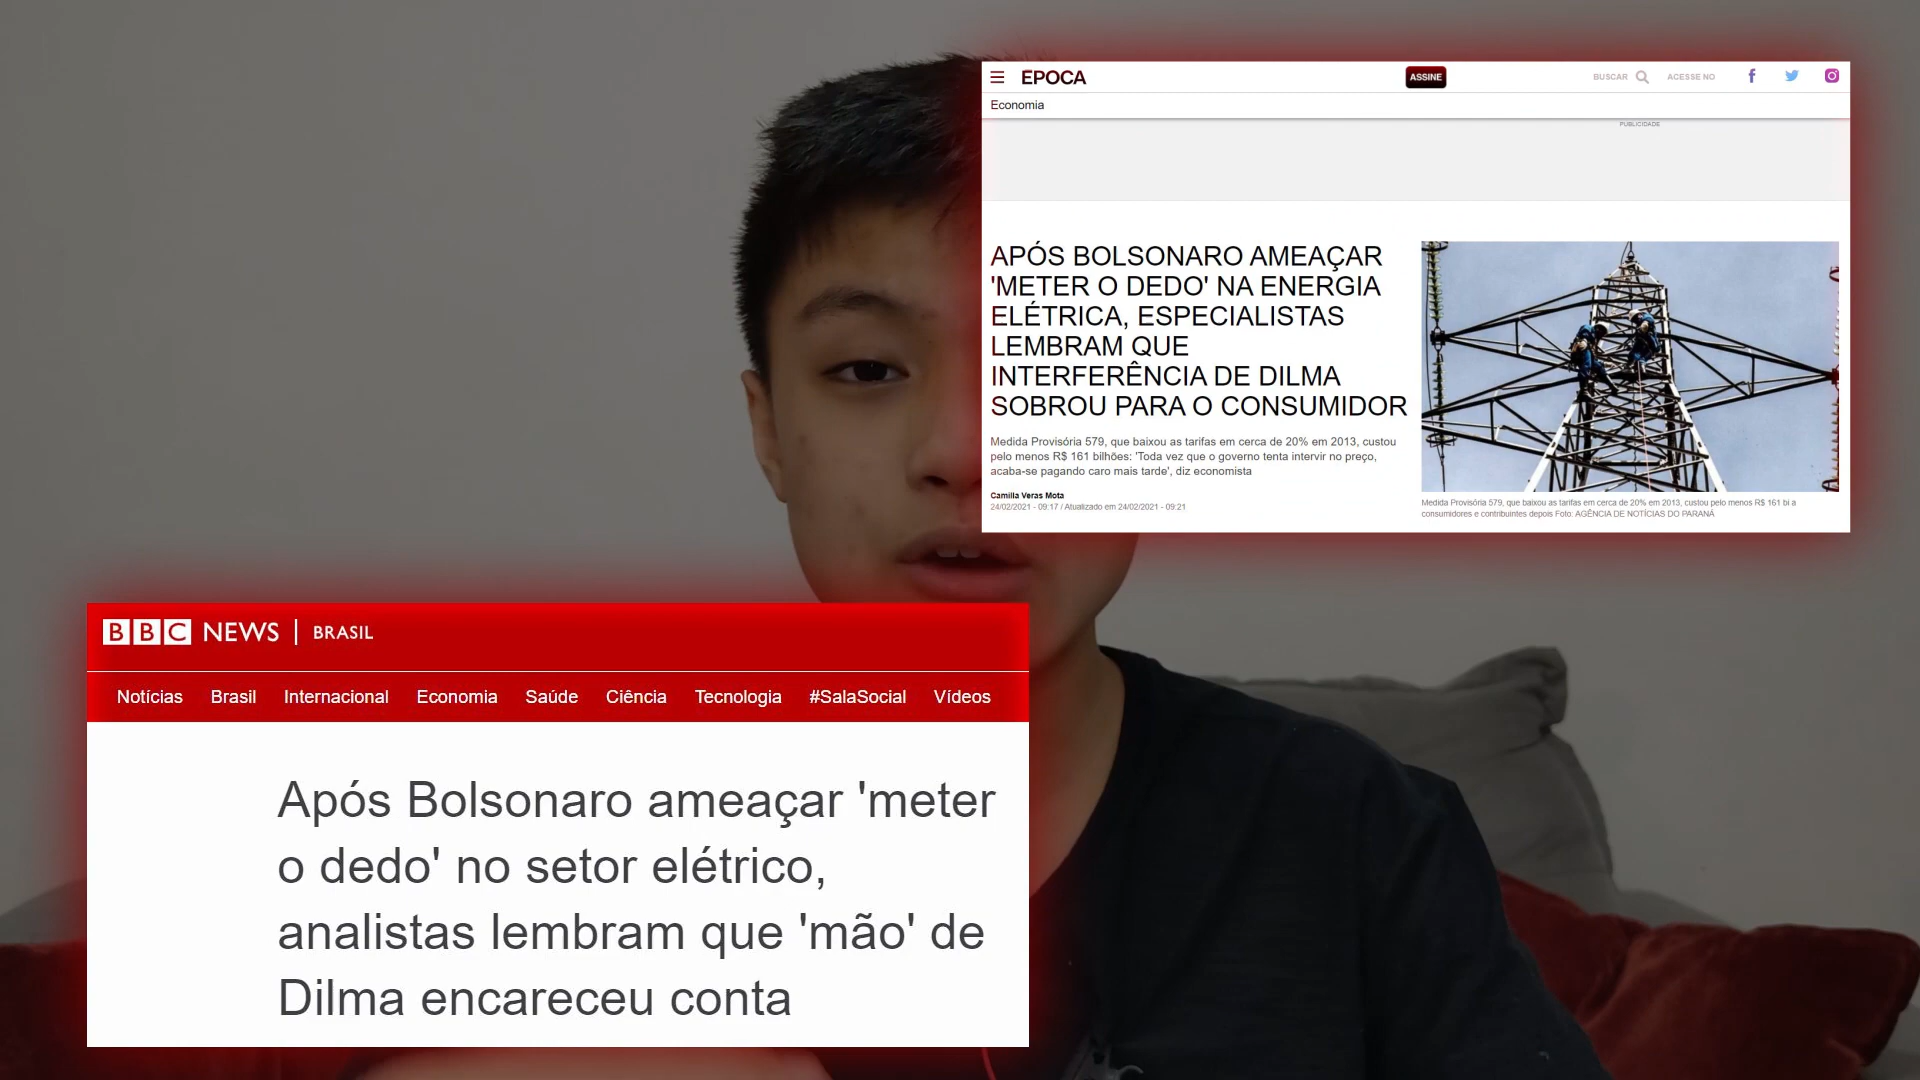 EPOCA
ASSINE
BUSCAR
ACESSE NO
Economia
PUBLICIDADE
APÓS BOLSONARO AMEAÇAR
'METER O DEDO' NA ENERGIA
ELÉTRICA, ESPECIALISTAS
LEMBRAM QUE
INTERFERÊNCIA DE DILMA
SOBROU PARA O CONSUMIDOR
Medida Provisória 579, que baixou as tarifas em cerca de 20% em 2013, custou
pelo menos R$ 161 bilhões: 'Toda vez que o governo tenta intervir no preço,
acaba-se pagando caro mais tarde', diz economista
Camilla Veras Mota
24/02/2021 - 09:17 / Atualizado em 24/02/2021 - 09:21
Medida Provisória 579, que baixou as tarifas em cerca de 20% em 2013, custou pelo menos R$ 161 bi a
consumidores e contribuintes depois Foto: AGÊNCIA DE NOTÍCIAS DO PARANÁ
BBC NEWS | BRASIL
Notícias Brasil Internacional Economia Saúde Ciência Tecnologia #SalaSocial Vídeos
Após Bolsonaro ameaçar 'meter
o dedo' no setor elétrico,
analistas lembram que 'mão' de
Dilma encareceu conta